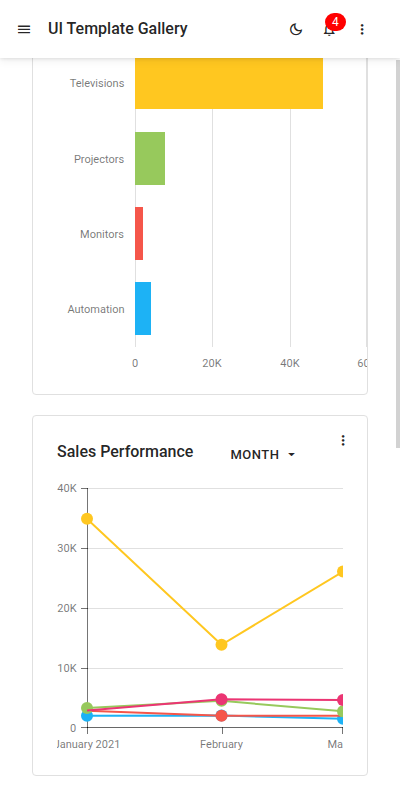 UI Template Gallery
4
Televisions
Projectors
Monitors
Automation
0 20K 40K 60
Sales Performance
MONTH
40K
30K
20K
10K
0
January 2021 February Ma